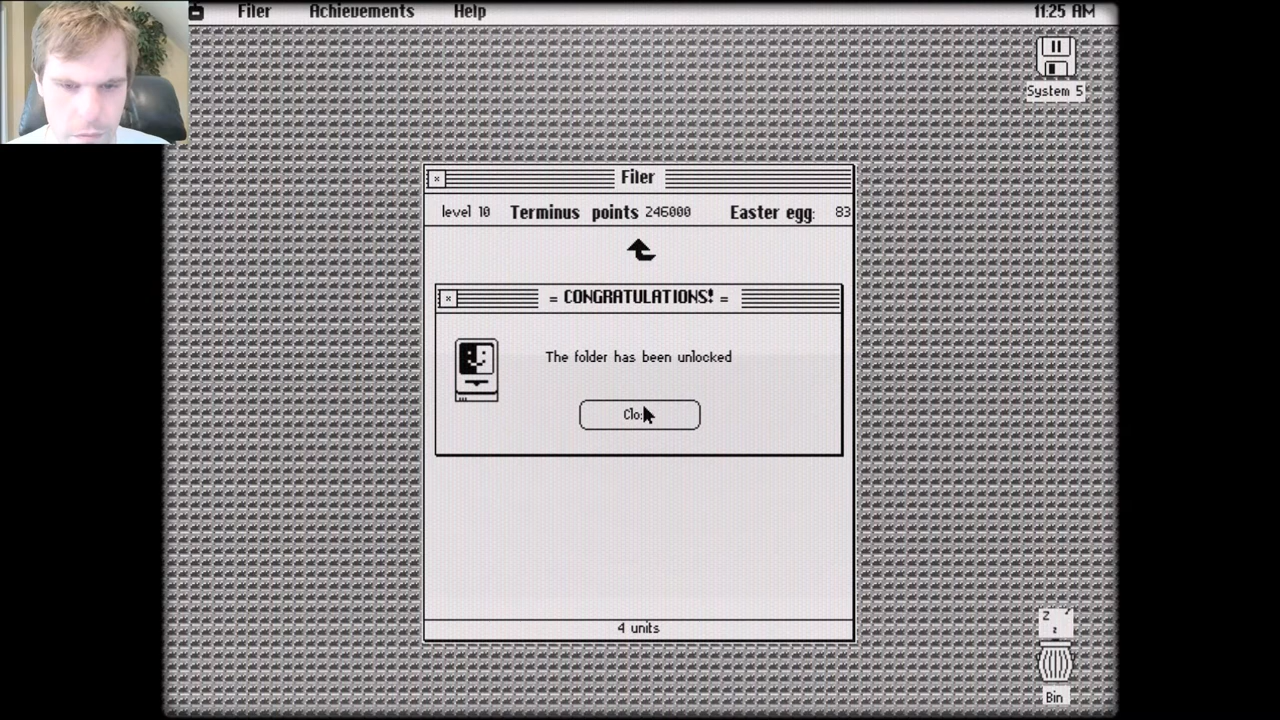 Filer Achievements Help 11:25 AM
System 5
Filer
level 10 Terminus points 246000 Easter egg: 83
= CONGRATULATIONS! =
The folder has been unlocked
4 units
z z
Bin